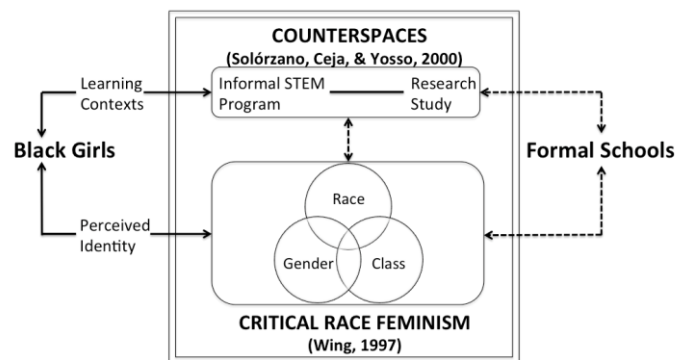 COUNTERSPACES
(Solórzano, Ceja, & Yosso, 2000)
Learning
Contexts
Informal STEM
Program
Research
Study
Black Girls
Formal Schools
Race
Perceived
Identity
Gender
Class
CRITICAL RACE FEMINISM
(Wing, 1997)